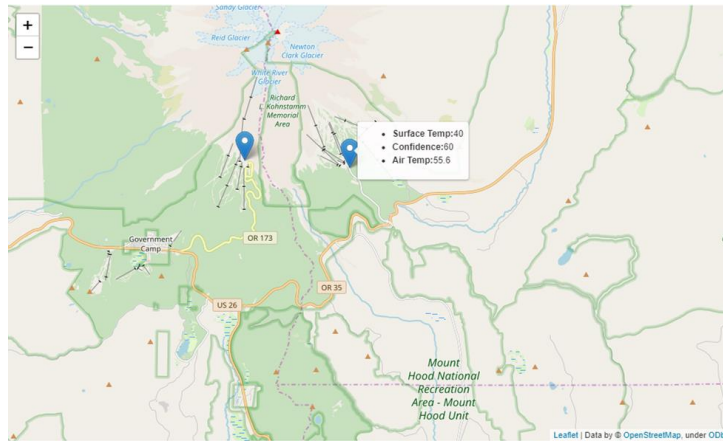 Sandy Glacier
+
−
Reid Glacier
Newton
Clark Glacier
White River
Glacier
Richard
Kohnstamm
Memorial
Area
• Surface Temp:40
• Confidence:60
• Air Temp:55.6
Government
Camp
OR 173
OR 35
US 26
Mount
Hood National
Recreation
Area - Mount
Hood Unit
Leaflet | Data by © OpenStreetMap, under ODb